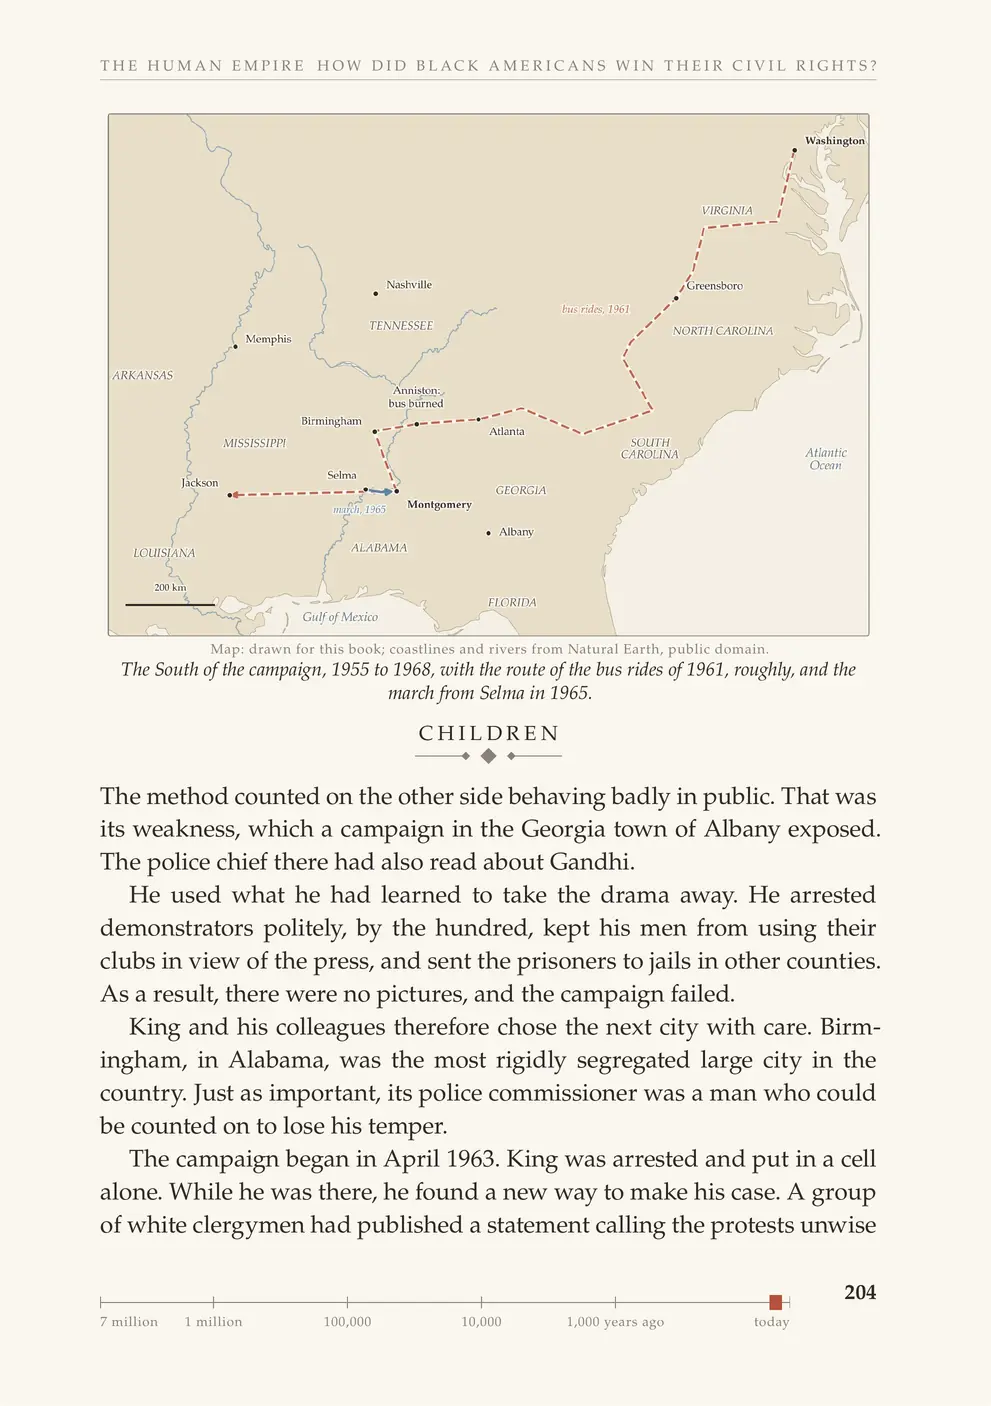 THE HUMAN EMPIRE HOW DID BLACK AMERICANS WIN THEIR CIVIL RIGHTS?
Washington
VIRGINIA
Nashville
Greensboro
bus rides, 1961
TENNESSEE
NORTH CAROLINA
Memphis
ARKANSAS
Anniston:
bus burned
Birmingham
Atlanta
MISSISSIPPI
SOUTH
CAROLINA
Atlantic
Ocean
Selma
Jackson
GEORGIA
march, 1965
Montgomery
Albany
ALABAMA
LOUISIANA
200 km
FLORIDA
Gulf of Mexico
Map: drawn for this book; coastlines and rivers from Natural Earth, public domain.
The South of the campaign, 1955 to 1968, with the route of the bus rides of 1961, roughly, and the
march from Selma in 1965.
CHILDREN
The method counted on the other side behaving badly in public. That was
its weakness, which a campaign in the Georgia town of Albany exposed.
The police chief there had also read about Gandhi.
He used what he had learned to take the drama away. He arrested
demonstrators politely, by the hundred, kept his men from using their
clubs in view of the press, and sent the prisoners to jails in other counties.
As a result, there were no pictures, and the campaign failed.
King and his colleagues therefore chose the next city with care. Birm-
ingham, in Alabama, was the most rigidly segregated large city in the
country. Just as important, its police commissioner was a man who could
be counted on to lose his temper.
The campaign began in April 1963. King was arrested and put in a cell
alone. While he was there, he found a new way to make his case. A group
of white clergymen had published a statement calling the protests unwise
204
7 million
1 million
100,000
10,000
1,000 years ago
today